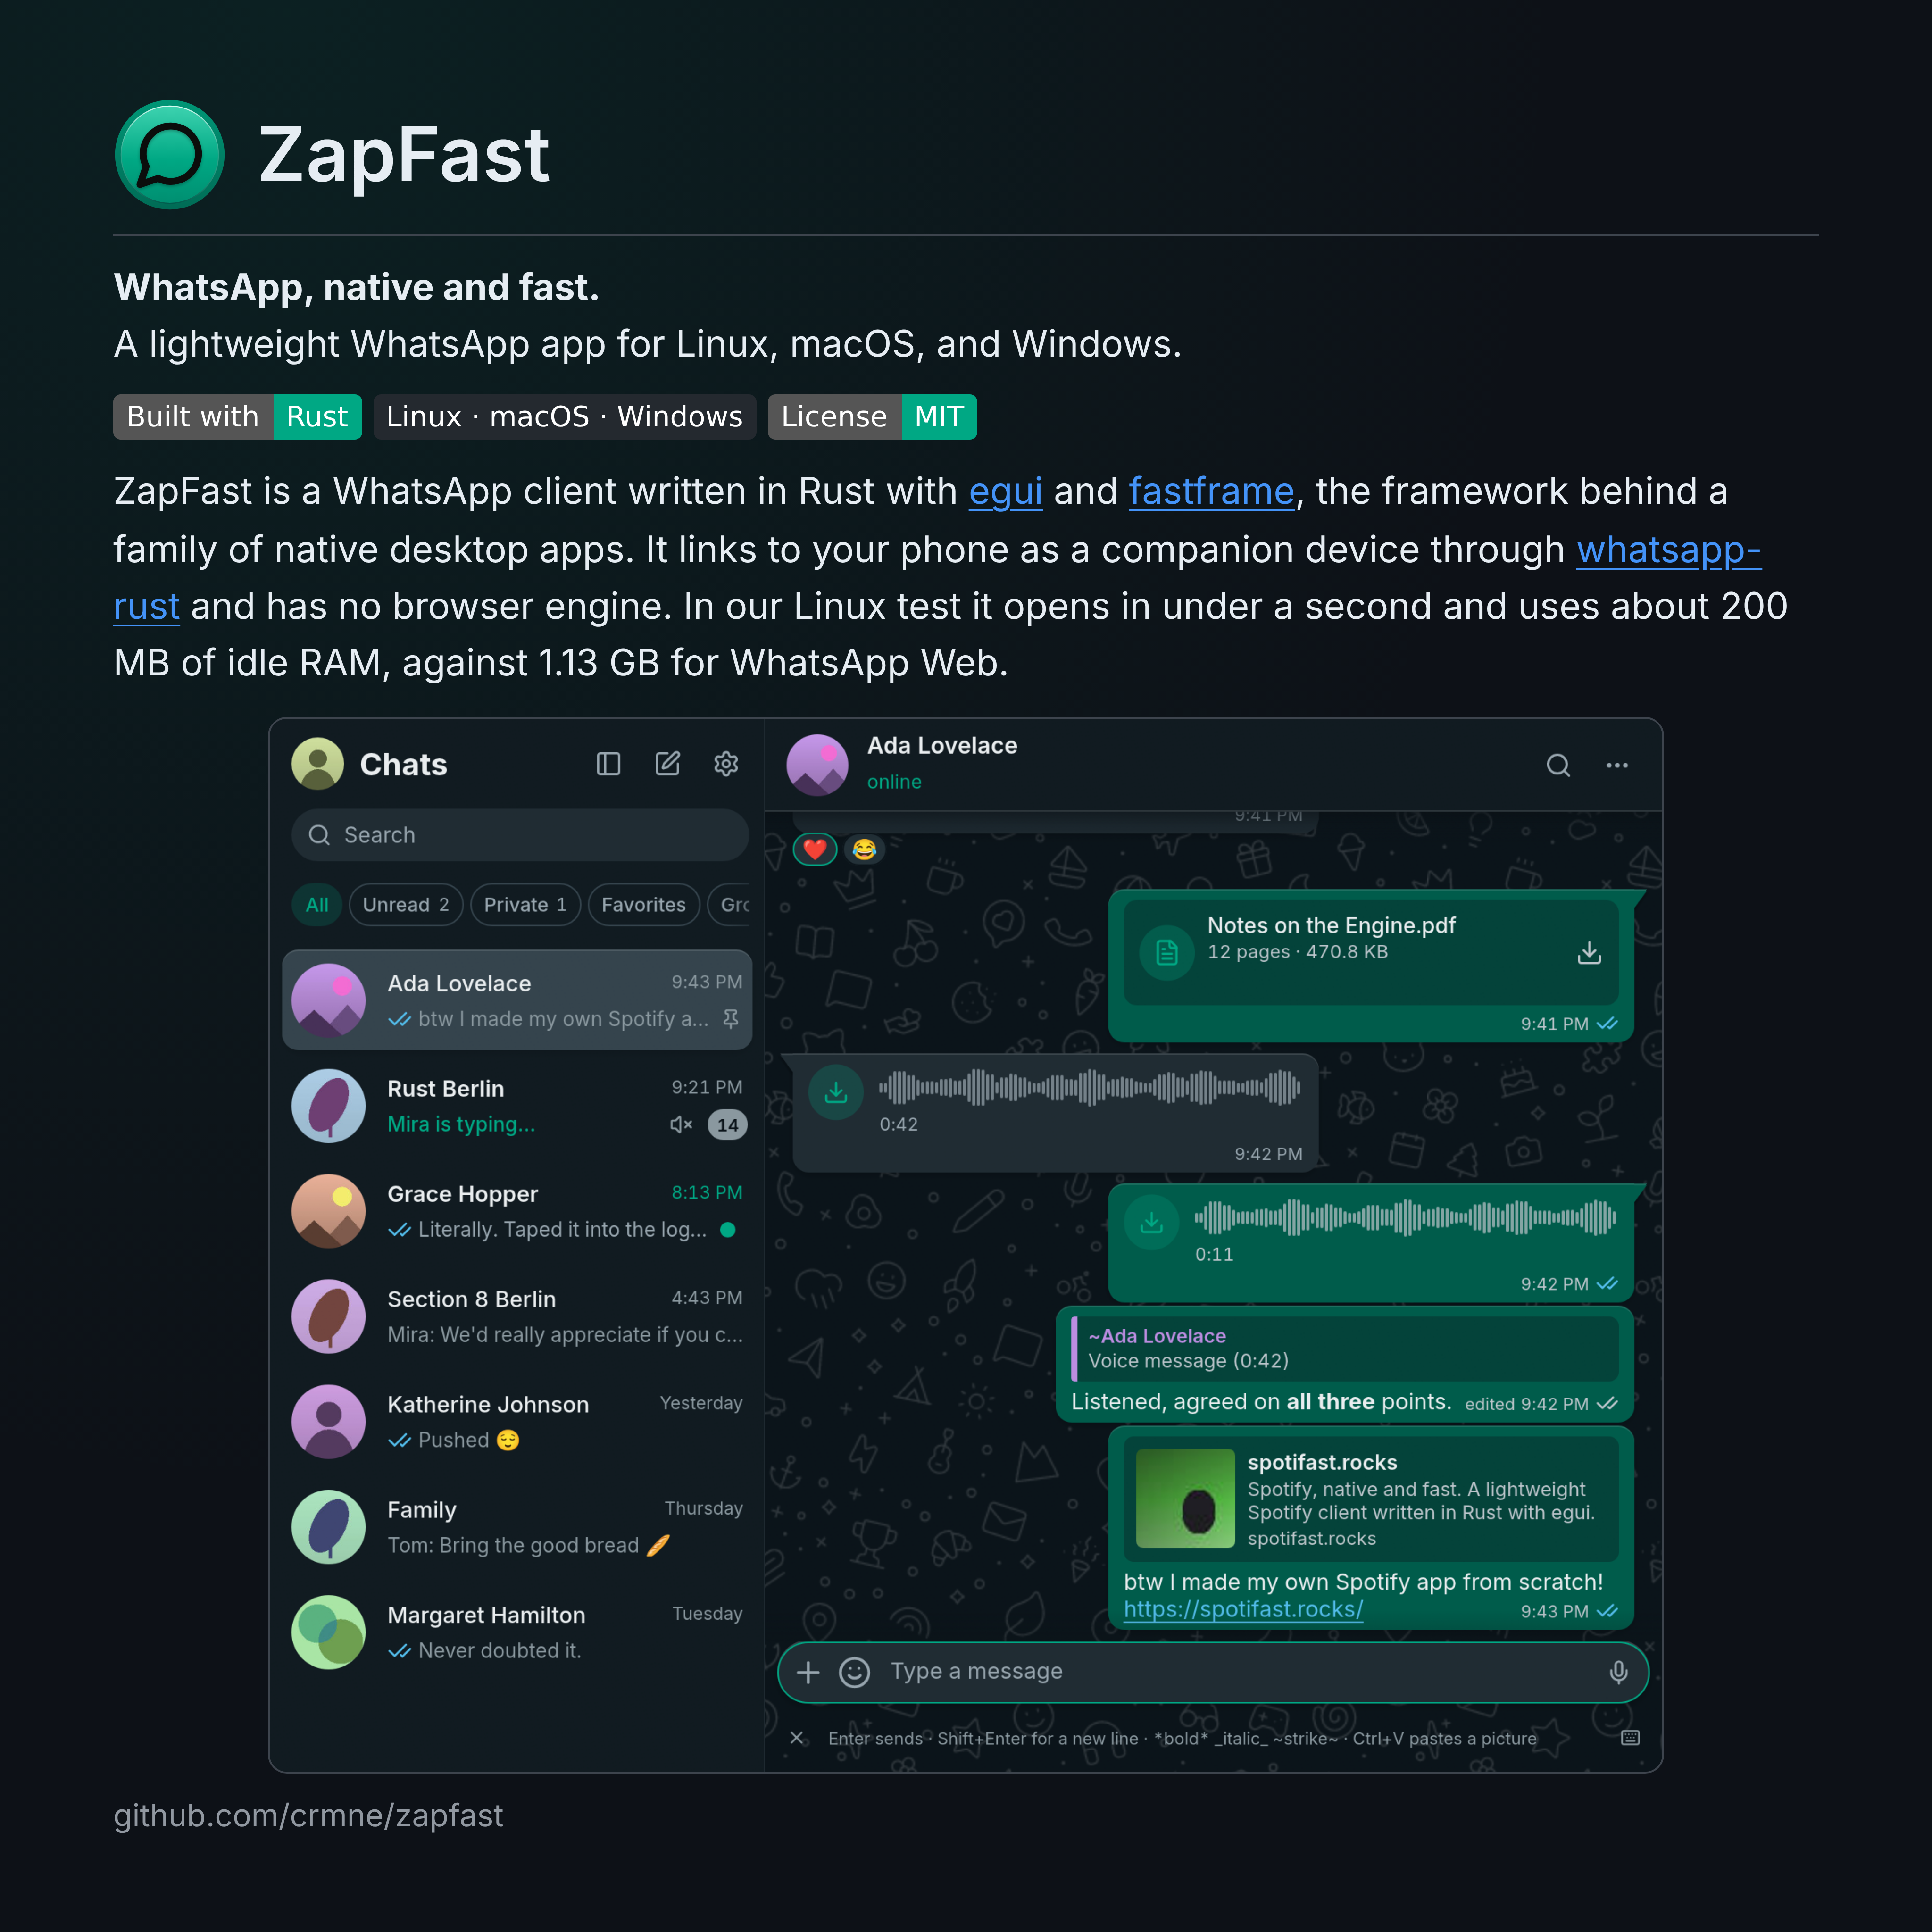 ZapFast
WhatsApp, native and fast.
A lightweight WhatsApp app for Linux, macOS, and Windows.
Built with Rust Linux · macOS · Windows License MIT
ZapFast is a WhatsApp client written in Rust with egui and fastframe, the framework behind a
family of native desktop apps. It links to your phone as a companion device through whatsapp-
rust and has no browser engine. In our Linux test it opens in under a second and uses about 200
MB of idle RAM, against 1.13 GB for WhatsApp Web.
Chats
Search
All Unread 2 Private 1 Favorites Gro
Ada Lovelace 9:43 PM
btw I made my own Spotify a...
Rust Berlin 9:21 PM
Mira is typing... 14
Grace Hopper 8:13 PM
Literally. Taped it into the log...
Section 8 Berlin 4:43 PM
Mira: We'd really appreciate if you c...
Katherine Johnson Yesterday
Pushed 😌
Family Thursday
Tom: Bring the good bread 🥖
Margaret Hamilton Tuesday
Never doubted it.
Ada Lovelace
online
9:41 PM
❤️ 😂
Notes on the Engine.pdf
12 pages · 470.8 KB
9:41 PM
0:42
9:42 PM
0:11
9:42 PM
~Ada Lovelace
Voice message (0:42)
Listened, agreed on all three points. edited 9:42 PM
spotifast.rocks
Spotify, native and fast. A lightweight
Spotify client written in Rust with egui.
spotifast.rocks
btw I made my own Spotify app from scratch!
https://spotifast.rocks/ 9:43 PM
Type a message
Enter sends · Shift+Enter for a new line · *bold* _italic_ ~strike~ · Ctrl+V pastes a picture
github.com/crmne/zapfast